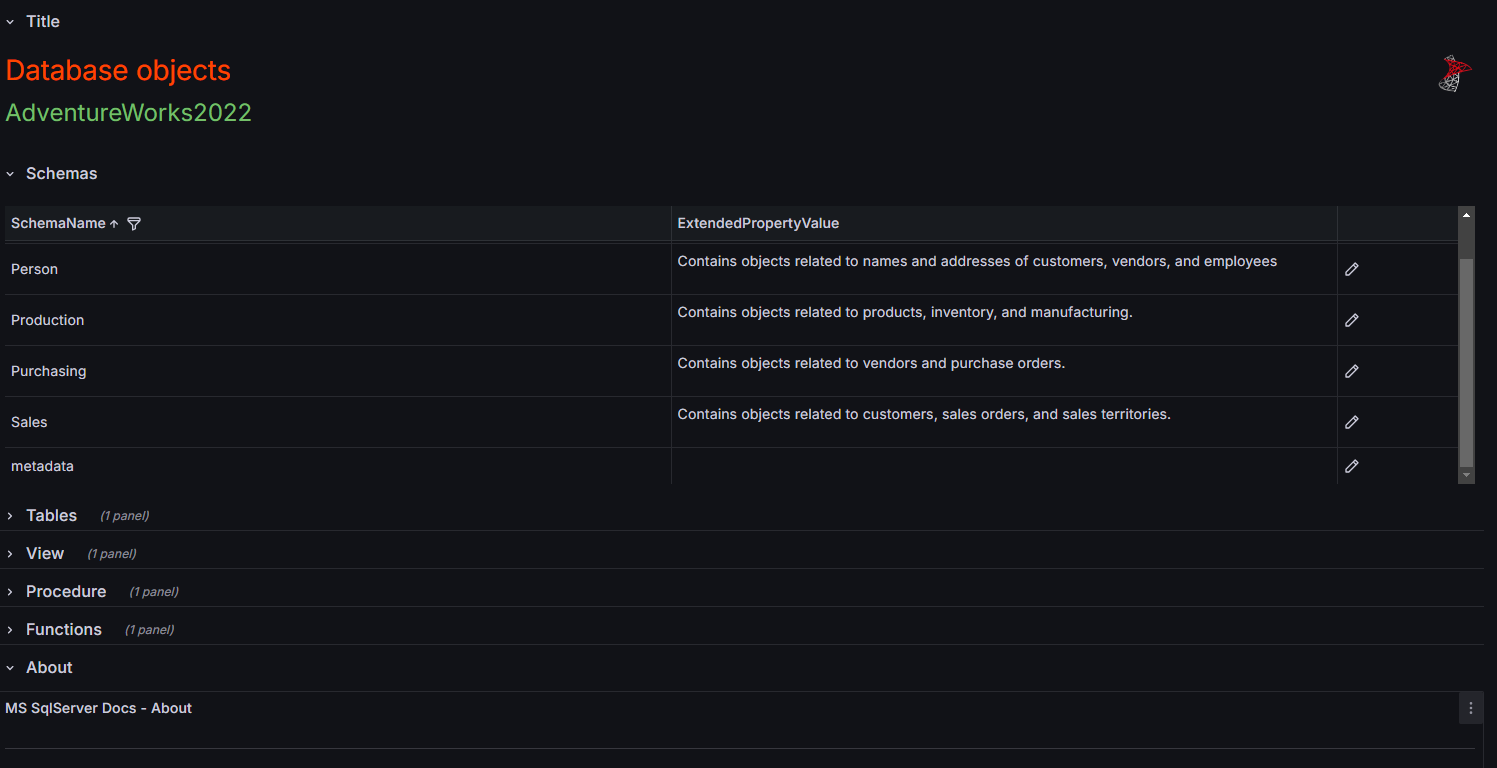 Title
Database objects
AdventureWorks2022
Schemas
SchemaName ExtendedPropertyValue
Person Contains objects related to names and addresses of customers, vendors, and employees
Production Contains objects related to products, inventory, and manufacturing.
Purchasing Contains objects related to vendors and purchase orders.
Sales Contains objects related to customers, sales orders, and sales territories.
metadata
Tables (1 panel)
View (1 panel)
Procedure (1 panel)
Functions (1 panel)
About
MS SqlServer Docs - About